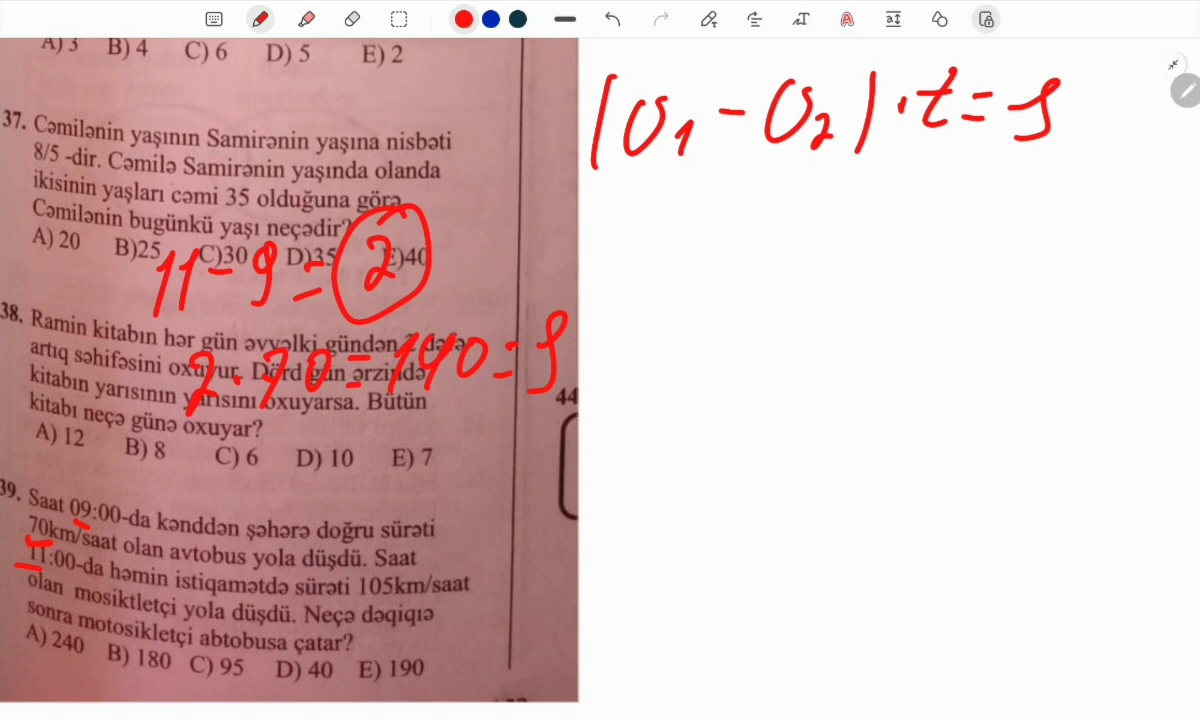 A) 3 B) 4 C) 6 D) 5 E) 2
37. Cəmilənin yaşının Samirənin yaşına nisbəti
8/5 -dir. Cəmilə Samirənin yaşında olanda
ikisinin yaşları cəmi 35 olduğuna görə
Cəmilənin bugünkü yaşı neçədir?
A) 20 B)25 C)30 D)35 E)40
11 - 9 = 2
38. Ramin kitabın hər gün əvvəlki gündən 2 dəfə
artıq səhifəsini oxuyur. Dörd gün ərzində
2 · 70 = 140 = S
kitabın yarısının yarısını oxuyarsa. Bütün
kitabı neçə günə oxuyar?
A) 12 B) 8 C) 6 D) 10 E) 7
39. Saat 09:00-da kənddən şəhərə doğru sürəti
70km/saat olan avtobus yola düşdü. Saat
11:00-da həmin istiqamətdə sürəti 105km/saat
olan mosiktletçi yola düşdü. Neçə dəqiqıə
sonra motosikletçi abtobusa çatar?
A) 240 B) 180 C) 95 D) 40 E) 190
44
(υ1 - υ2) · t = S